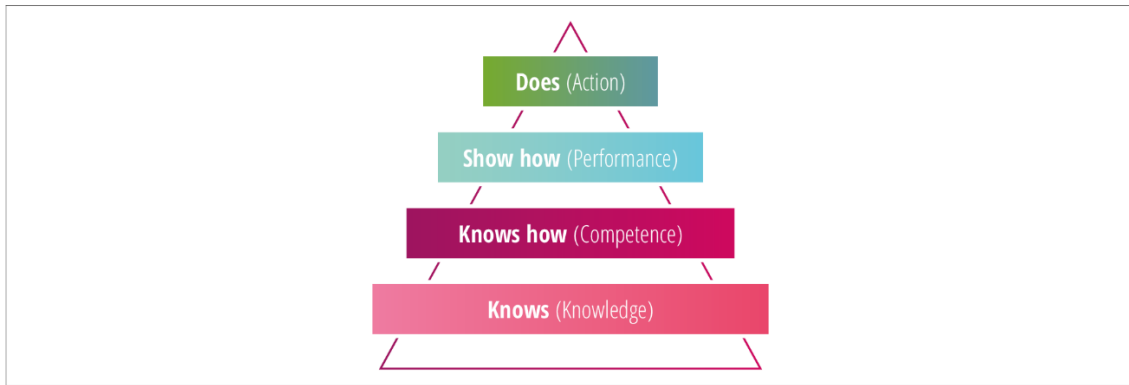 Does (Action)
Show how (Performance)
Knows how (Competence)
Knows (Knowledge)